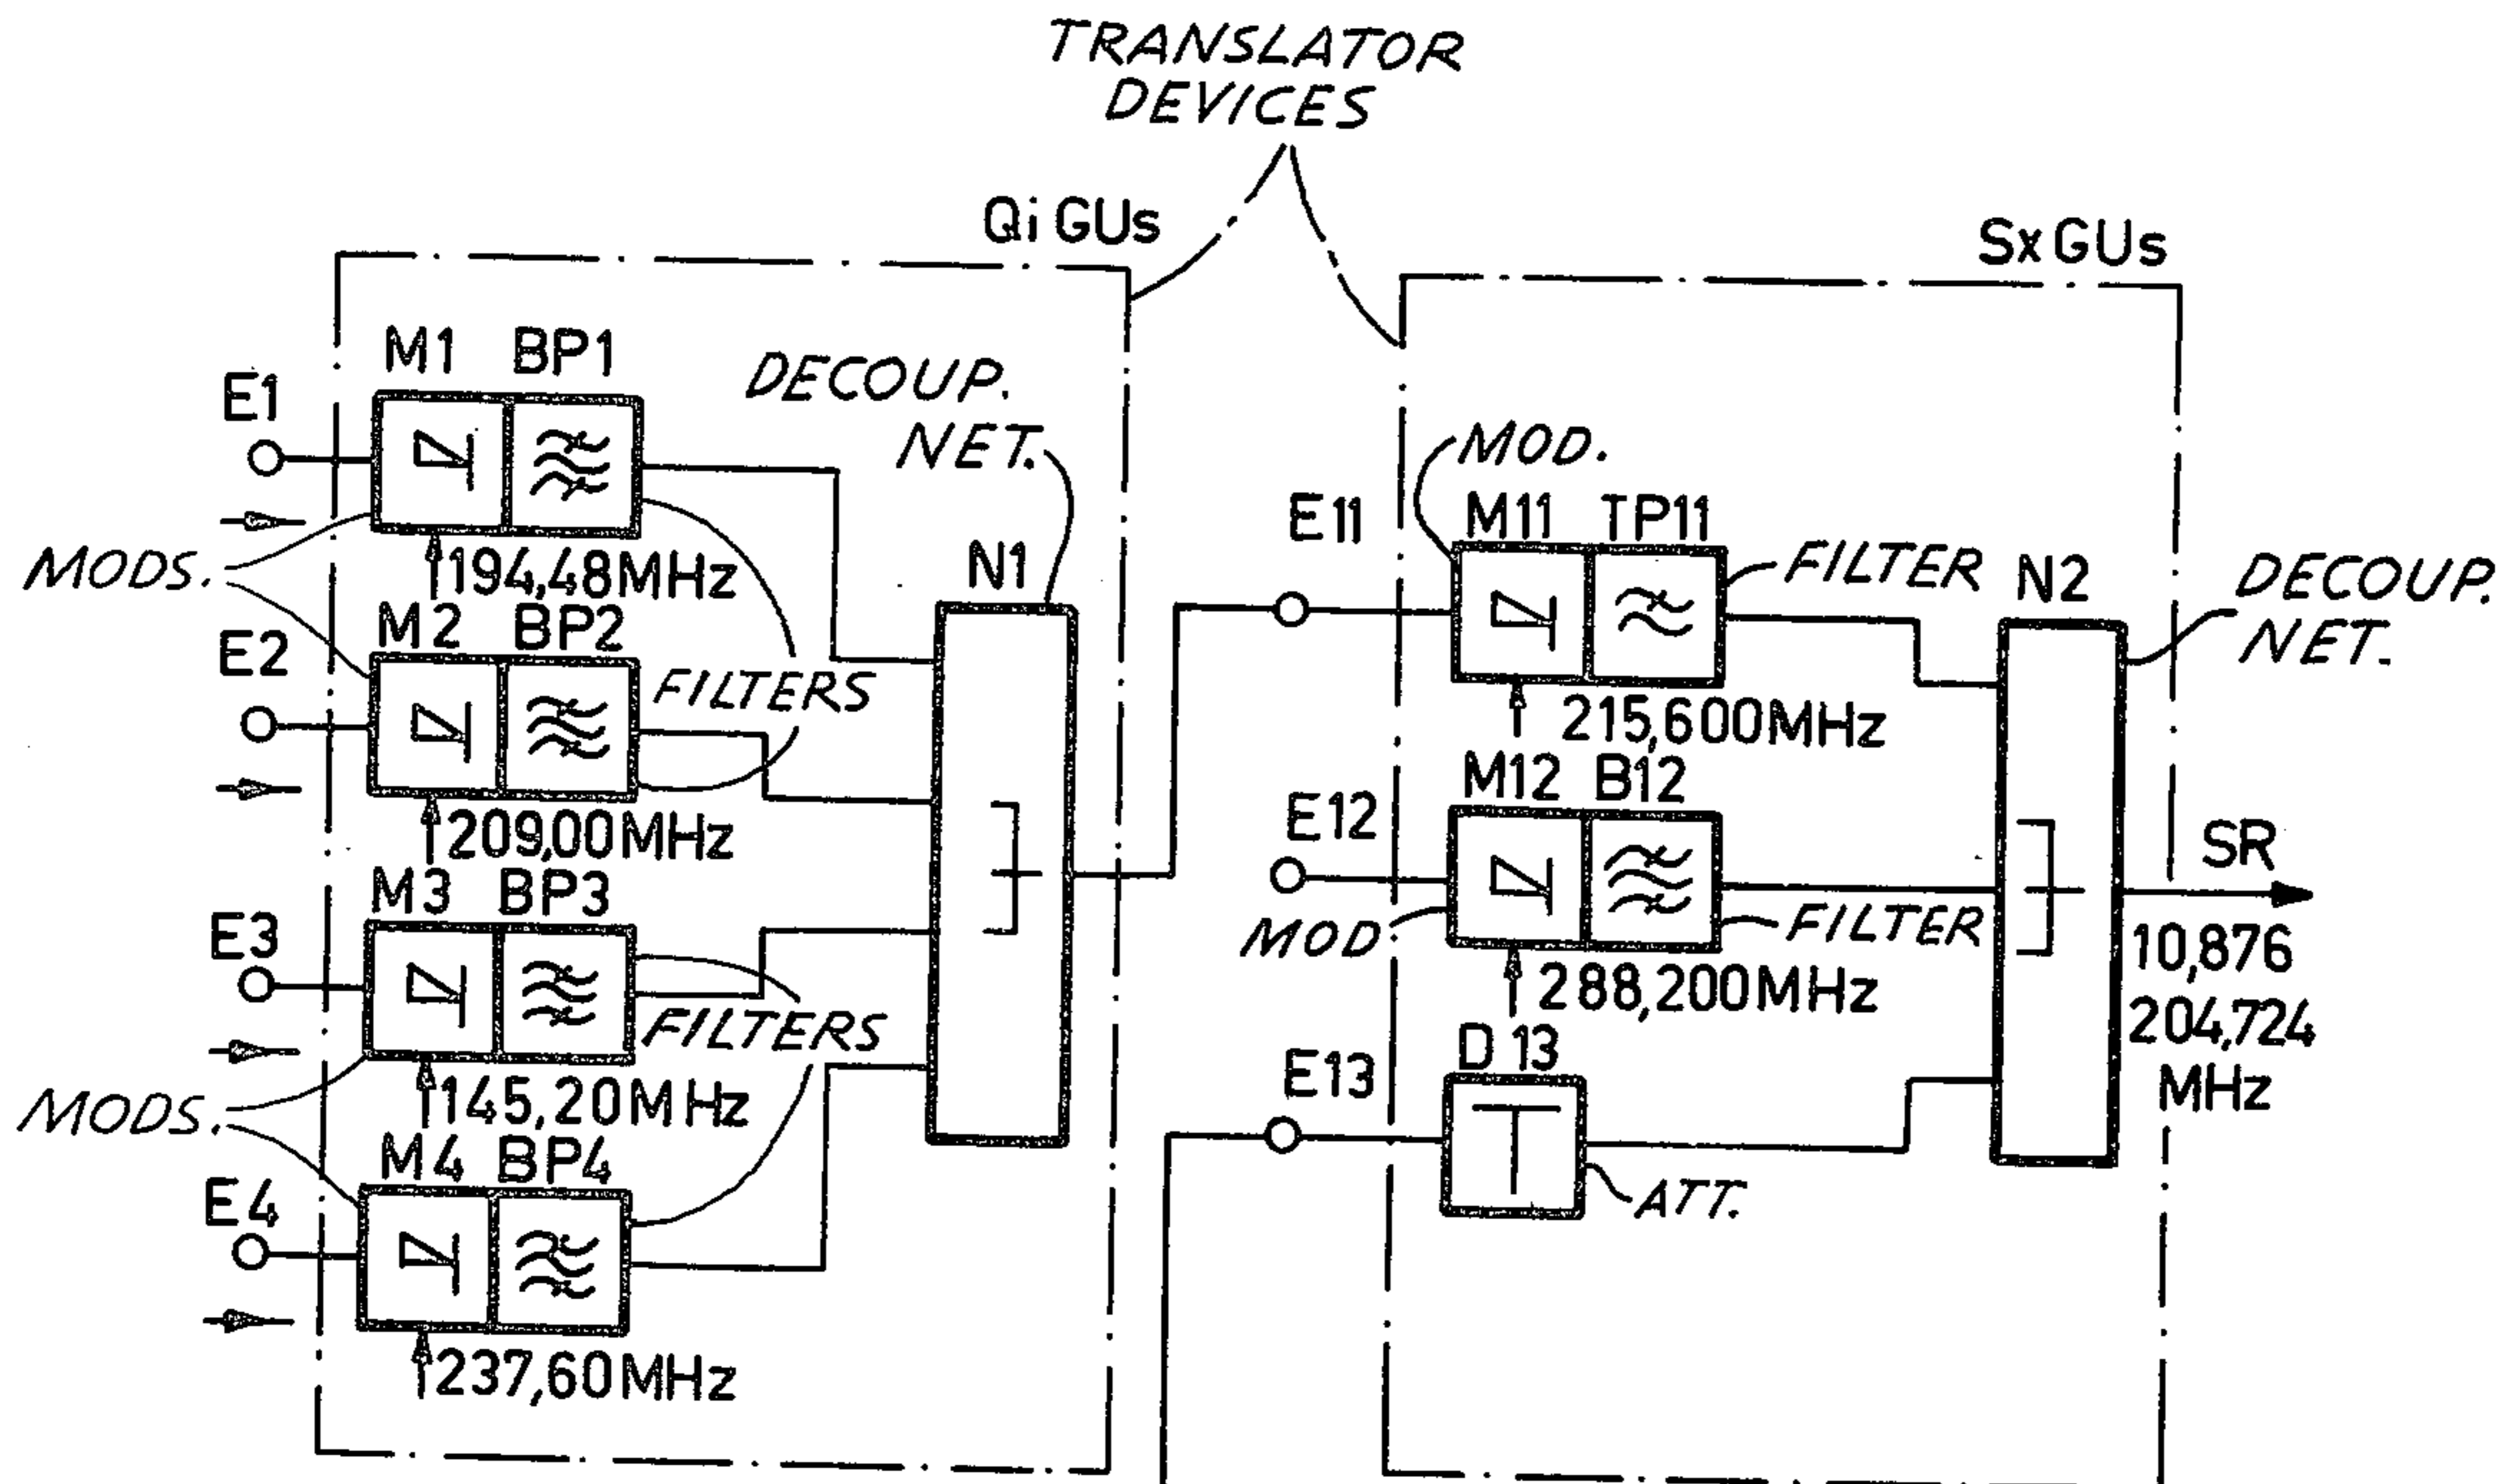 TRANSLATOR
DEVICES
Qi GUs
Sx GUs
M1 BP1
E1
DECOUP.
NET.
MODS.
194,48MHz
M2 BP2
E2
FILTERS
209,00MHz
M3 BP3
E3
FILTERS
145,20MHz
MODS.
M4 BP4
E4
237,60MHz
N1
MOD.
E11
M11 TP11
FILTER
N2
DECOUP.
NET.
215,600MHz
M12 B12
E12
MOD.
FILTER
288,200MHz
SR
10,876
204,724
MHz
D13
E13
ATT.